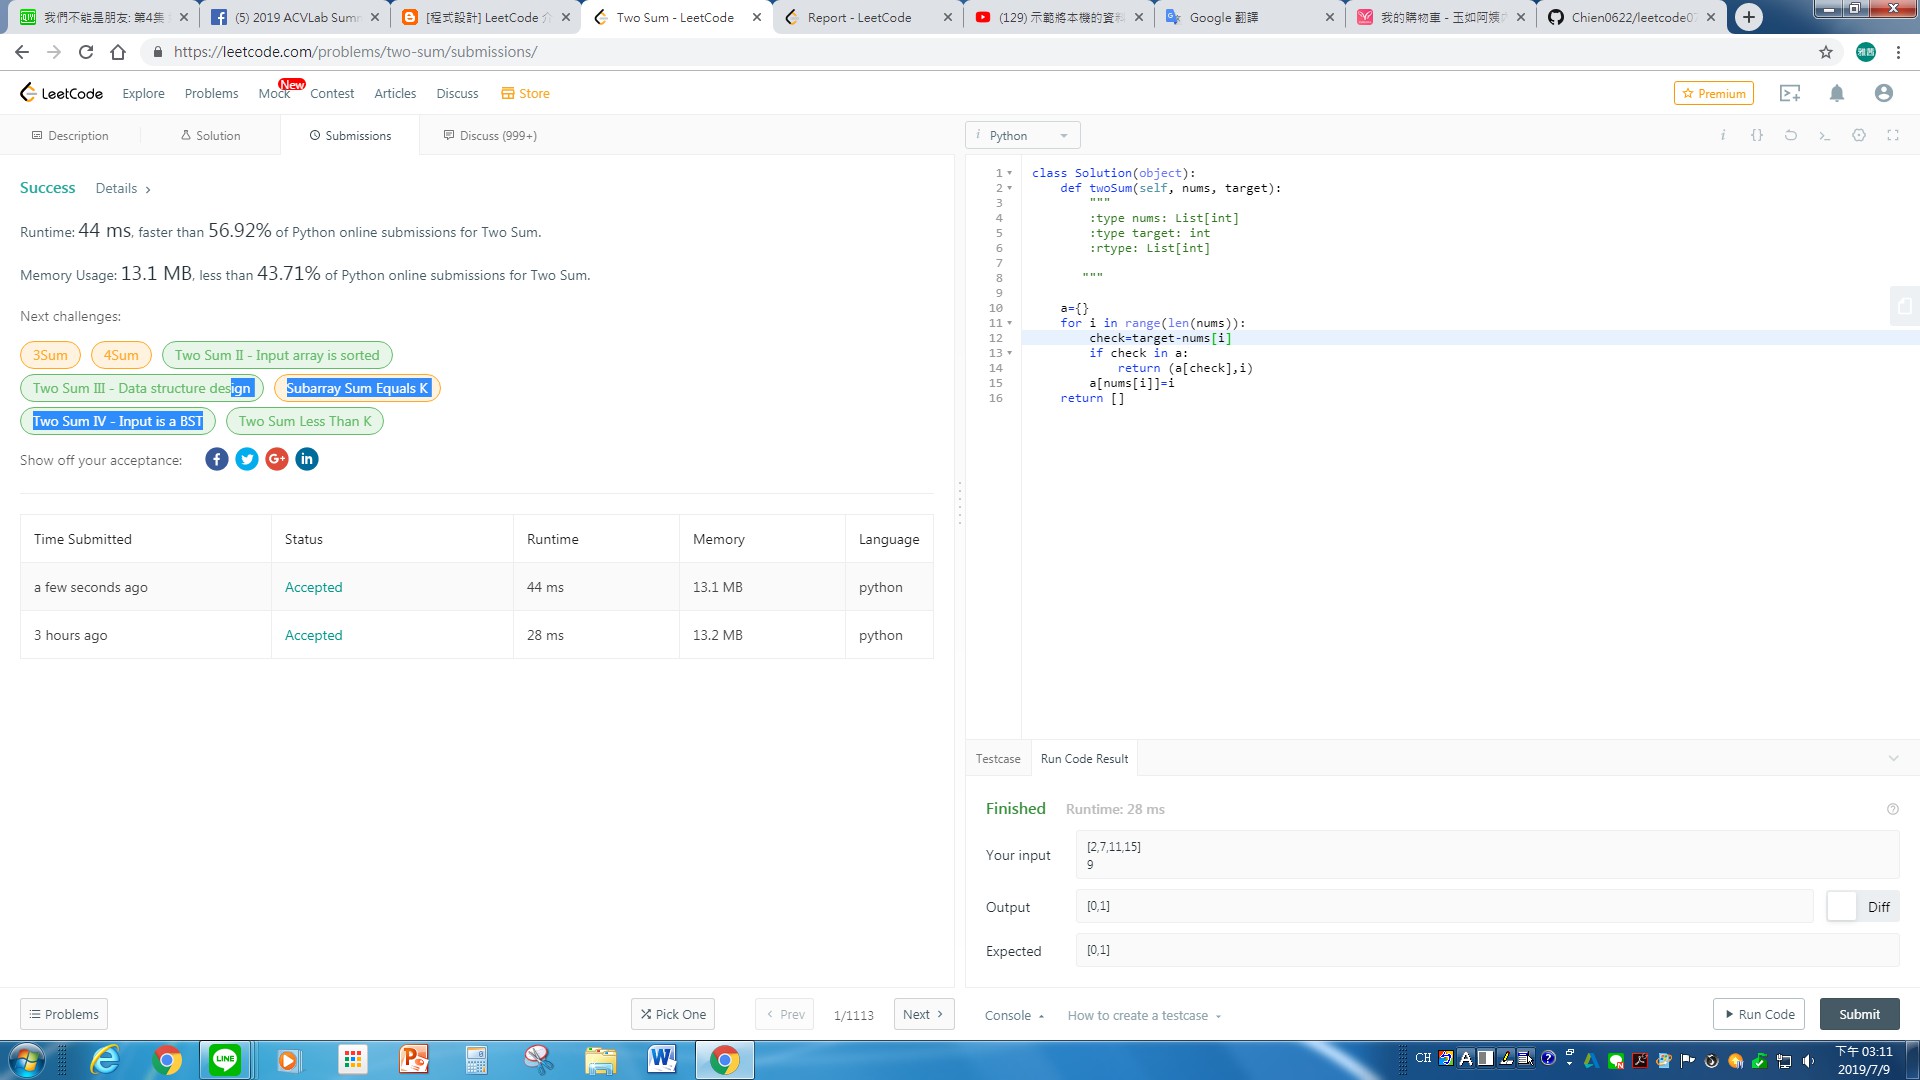 我們不能是朋友: 第4集
(5) 2019 ACVLab Summ
[程式設計] LeetCode 介
Two Sum - LeetCode
Report - LeetCode
(129) 示範將本機的資料
Google 翻譯
我的購物車 - 玉如阿姨
Chien0622/leetcode07
https://leetcode.com/problems/two-sum/submissions/
雅茜
LeetCode
Explore
Problems
Mock
New
Contest
Articles
Discuss
Store
Premium
Description
Solution
Submissions
Discuss (999+)
Success
Details
Runtime: 44 ms, faster than 56.92% of Python online submissions for Two Sum.
Memory Usage: 13.1 MB, less than 43.71% of Python online submissions for Two Sum.
Next challenges:
3Sum
4Sum
Two Sum II - Input array is sorted
Two Sum III - Data structure design
Subarray Sum Equals K
Two Sum IV - Input is a BST
Two Sum Less Than K
Show off your acceptance:
Time Submitted Status Runtime Memory Language
a few seconds ago Accepted 44 ms 13.1 MB python
3 hours ago Accepted 28 ms 13.2 MB python
Problems
Pick One
Prev
1/1113
Next
i Python
1 class Solution(object):
2 def twoSum(self, nums, target):
3 """
4 :type nums: List[int]
5 :type target: int
6 :rtype: List[int]
7
8 """
9
10 a={}
11 for i in range(len(nums)):
12 check=target-nums[i]
13 if check in a:
14 return (a[check],i)
15 a[nums[i]]=i
16 return []
Testcase
Run Code Result
Finished
Runtime: 28 ms
Your input
[2,7,11,15]
9
Output
[0,1]
Diff
Expected
[0,1]
Console
How to create a testcase
Run Code
Submit
LINE
CH
下午 03:11
2019/7/9